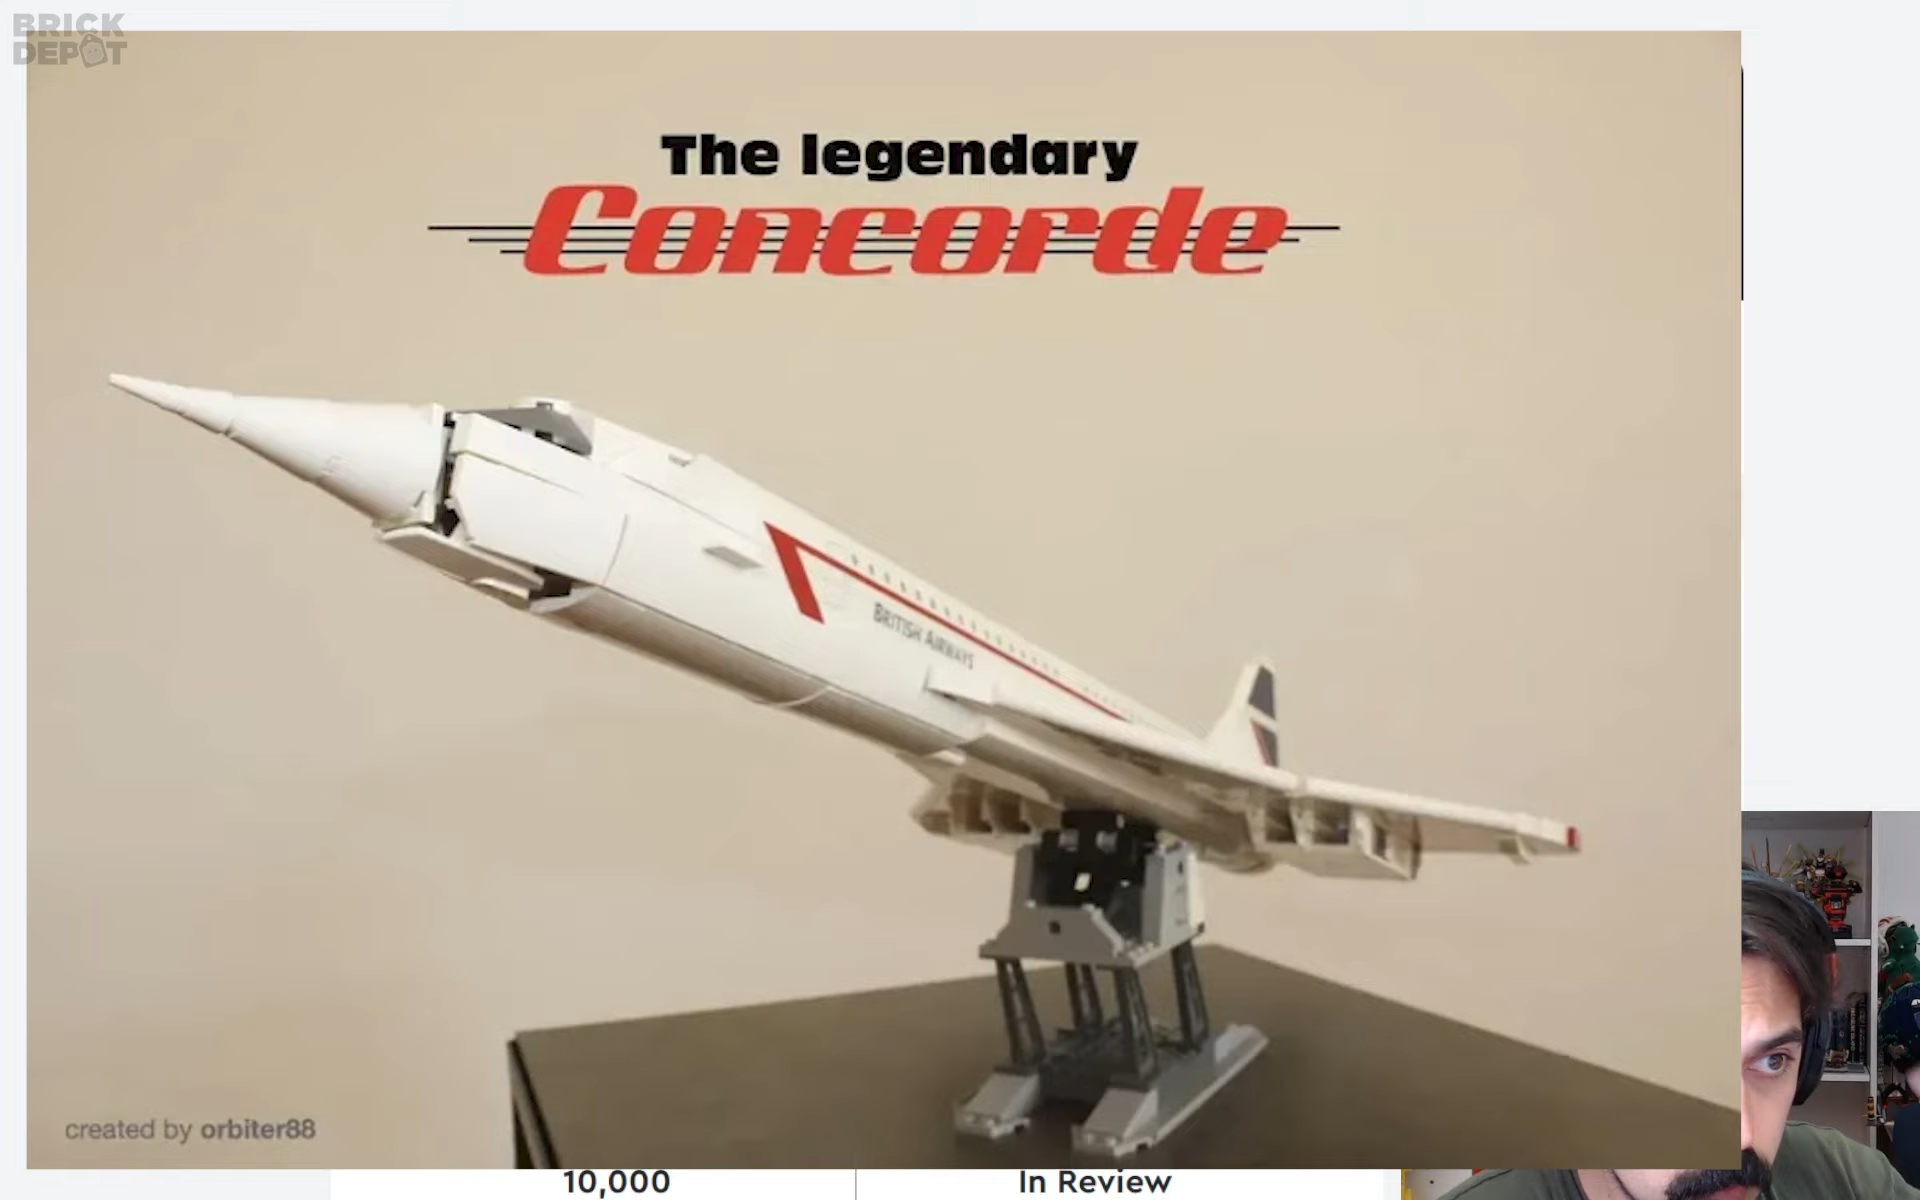 BRICK
DEPOT
The legendary
Concorde
BRITISH AIRWAYS
created by orbiter88
10,000
In Review